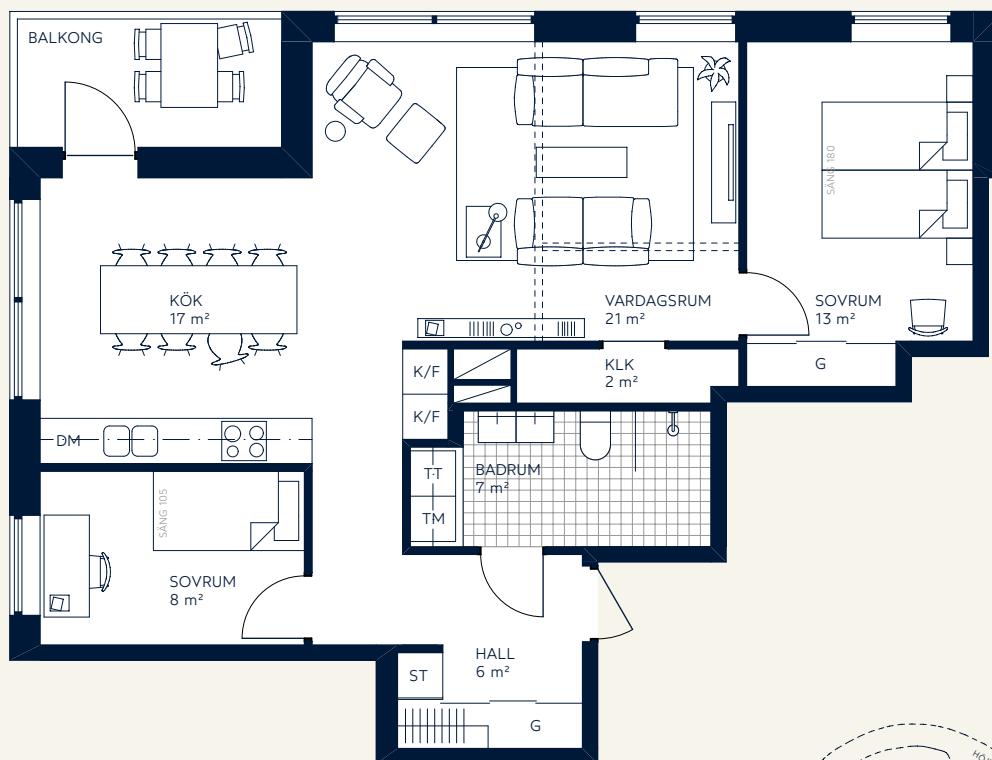 BALKONG
SÄNG 180
KÖK
17 m²
VARDAGSRUM
21 m²
SOVRUM
13 m²
K/F
KLK
2 m²
G
K/F
DM
BADRUM
7 m²
TT
TM
SÄNG 105
SOVRUM
8 m²
HALL
6 m²
ST
G